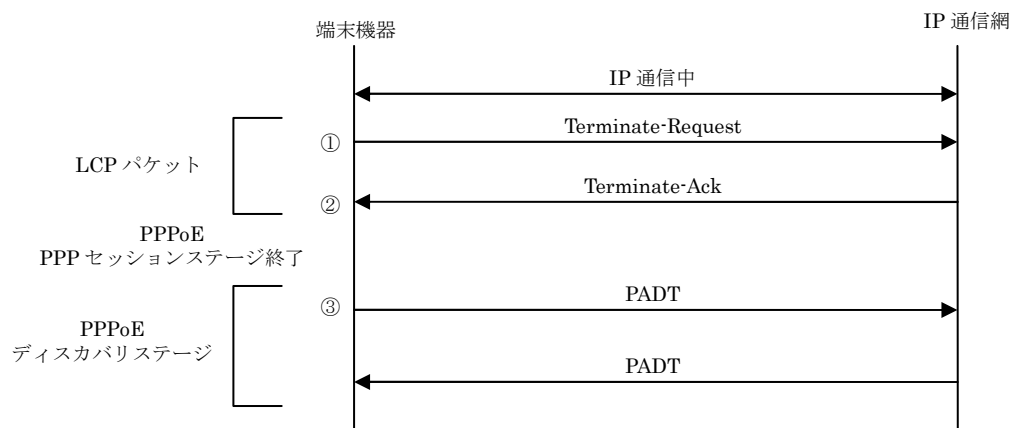 端末機器
IP 通信網
IP 通信中
Terminate-Request
①
LCP パケット
Terminate-Ack
②
PPPoE
PPP セッションステージ終了
PADT
③
PPPoE
ディスカバリステージ
PADT